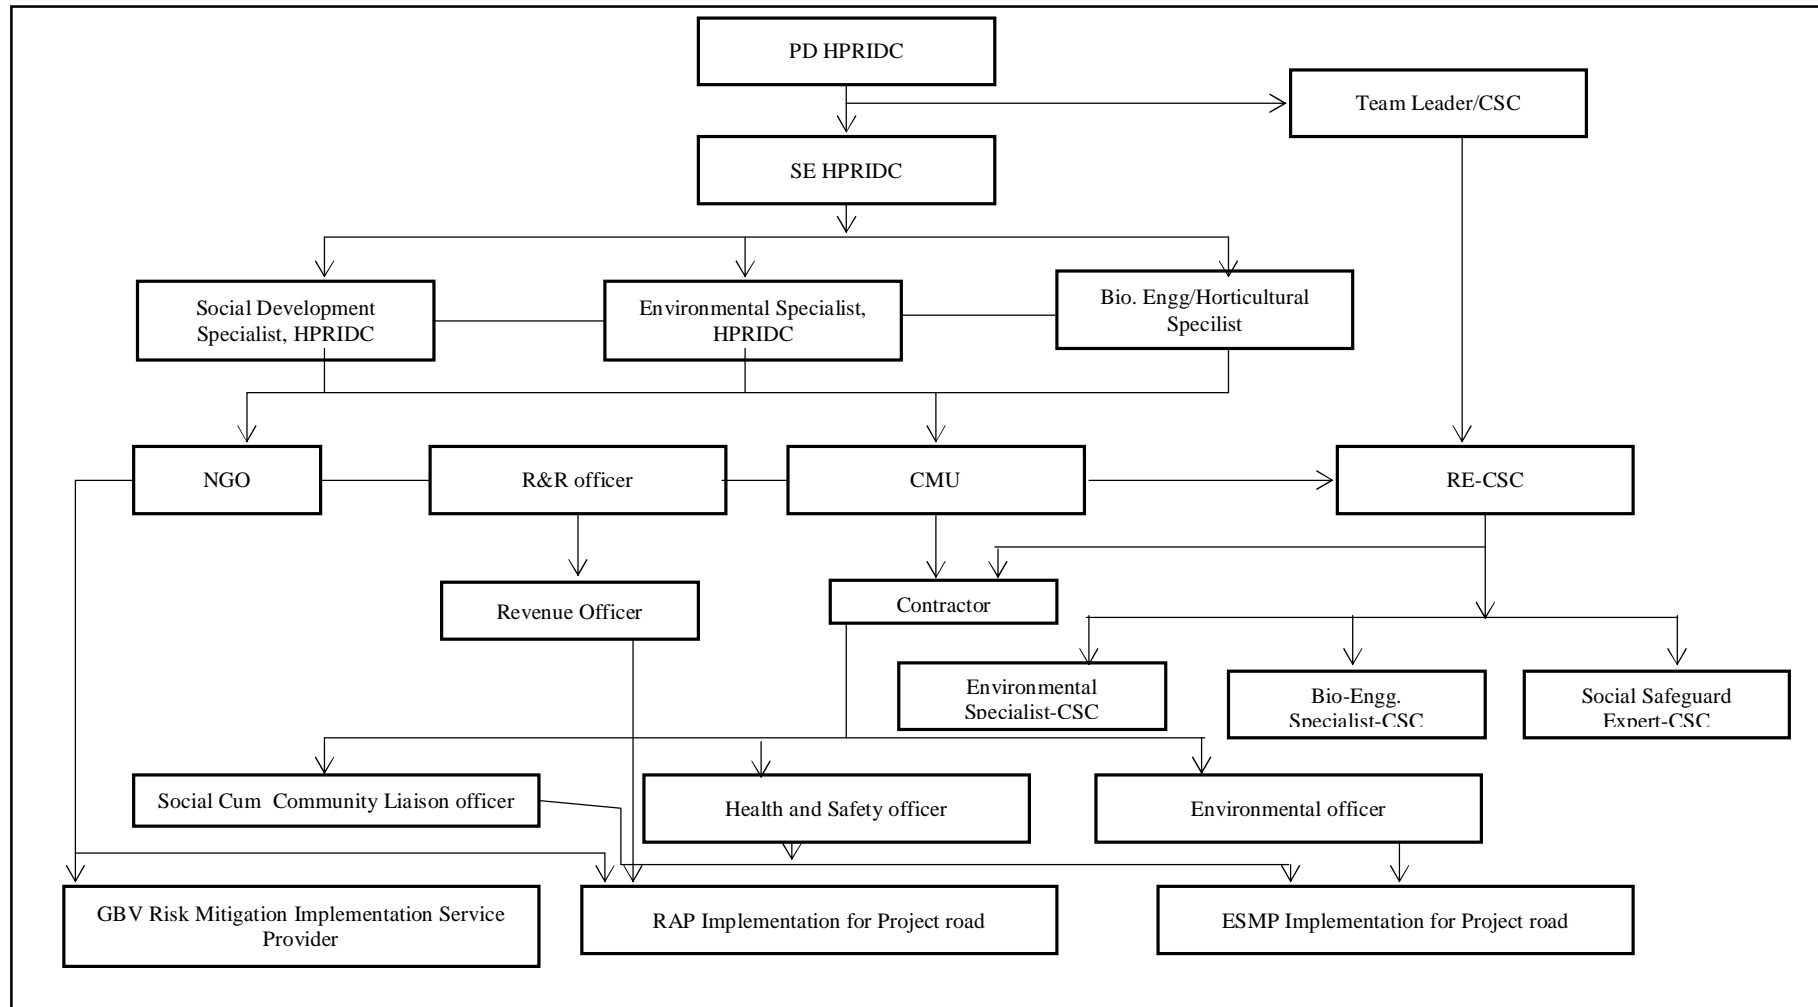 PD HPRIDC
Team Leader/CSC
SE HPRIDC
Social Development
Specialist, HPRIDC
Environmental Specialist,
HPRIDC
Bio. Engg/Horticultural
Specilist
NGO
R&R officer
CMU
RE-CSC
Revenue Officer
Contractor
Environmental
Specialist-CSC
Bio-Engg.
Specialist-CSC
Social Safeguard
Expert-CSC
Social Cum Community Liaison officer
Health and Safety officer
Environmental officer
GBV Risk Mitigation Implementation Service
Provider
RAP Implementation for Project road
ESMP Implementation for Project road